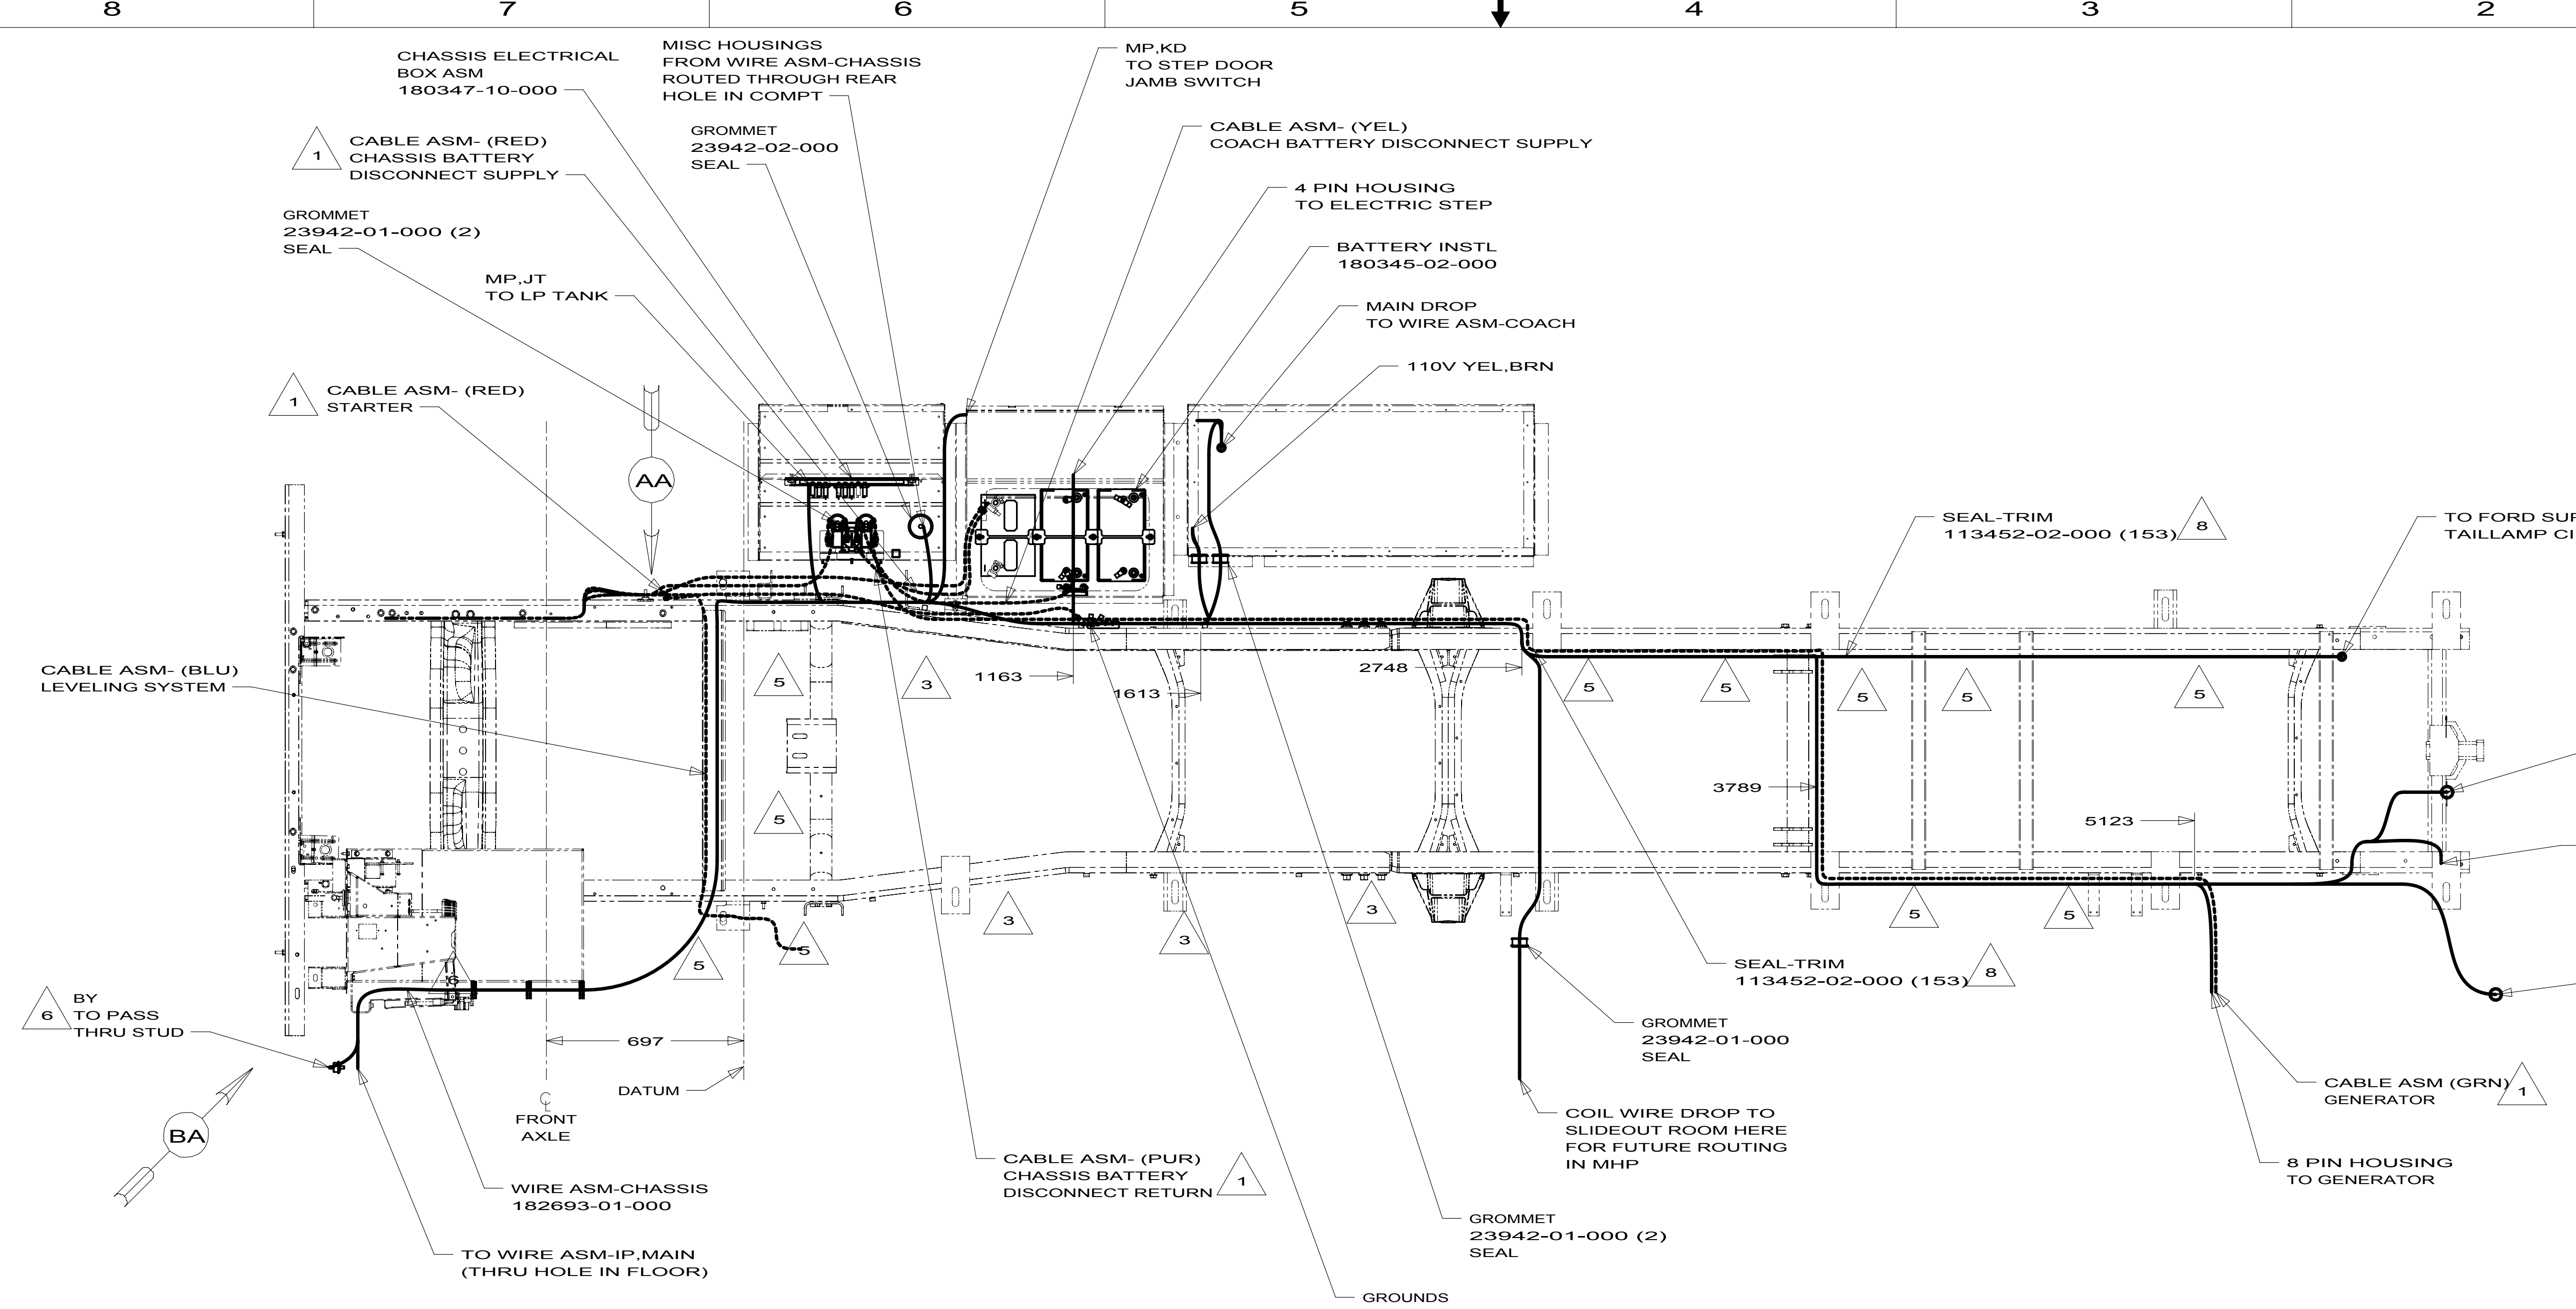 8
7
6
5
4
3
2
CHASSIS ELECTRICAL
BOX ASM
180347-10-000
MISC HOUSINGS
FROM WIRE ASM-CHASSIS
ROUTED THROUGH REAR
HOLE IN COMPT
MP,KD
TO STEP DOOR
JAMB SWITCH
1
CABLE ASM- (RED)
CHASSIS BATTERY
DISCONNECT SUPPLY
GROMMET
23942-02-000
SEAL
CABLE ASM- (YEL)
COACH BATTERY DISCONNECT SUPPLY
4 PIN HOUSING
TO ELECTRIC STEP
GROMMET
23942-01-000 (2)
SEAL
BATTERY INSTL
180345-02-000
MP,JT
TO LP TANK
MAIN DROP
TO WIRE ASM-COACH
110V YEL,BRN
1
CABLE ASM- (RED)
STARTER
AA
SEAL-TRIM
113452-02-000 (153)
8
TO FORD SUP
TAILLAMP CI
CABLE ASM- (BLU)
LEVELING SYSTEM
5
3
1163
1613
2748
5
5
5
5
5
3789
5
5123
3
3
3
5
5
5
5
6
SEAL-TRIM
113452-02-000 (153)
8
6
BY
TO PASS
THRU STUD
697
DATUM
GROMMET
23942-01-000
SEAL
CABLE ASM (GRN)
GENERATOR
1
BA
CL
FRONT
AXLE
COIL WIRE DROP TO
SLIDEOUT ROOM HERE
FOR FUTURE ROUTING
IN MHP
CABLE ASM- (PUR)
CHASSIS BATTERY
DISCONNECT RETURN
1
8 PIN HOUSING
TO GENERATOR
WIRE ASM-CHASSIS
182693-01-000
GROMMET
23942-01-000 (2)
SEAL
TO WIRE ASM-IP,MAIN
(THRU HOLE IN FLOOR)
GROUNDS